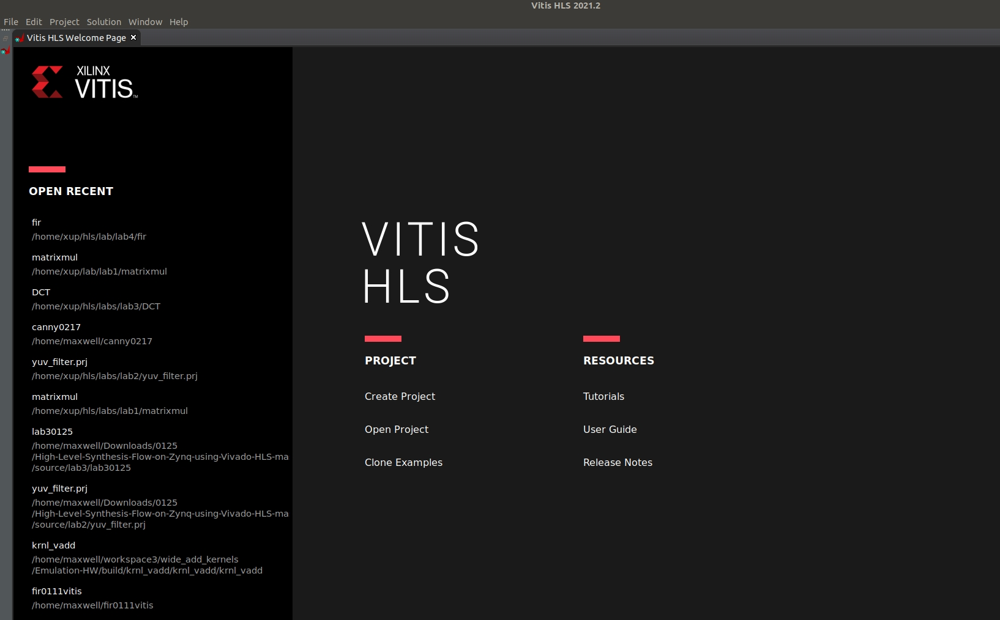 Vitis HLS 2021.2
File Edit Project Solution Window Help
Vitis HLS Welcome Page
XILINX
VITIS™
OPEN RECENT
fir
/home/xup/hls/lab/lab4/fir
matrixmul
/home/xup/lab/lab1/matrixmul
DCT
/home/xup/hls/labs/lab3/DCT
canny0217
/home/maxwell/canny0217
yuv_filter.prj
/home/xup/hls/labs/lab2/yuv_filter.prj
matrixmul
/home/xup/hls/labs/lab1/matrixmul
lab30125
/home/maxwell/Downloads/0125
/High-Level-Synthesis-Flow-on-Zynq-using-Vivado-HLS-ma
/source/lab3/lab30125
yuv_filter.prj
/home/maxwell/Downloads/0125
/High-Level-Synthesis-Flow-on-Zynq-using-Vivado-HLS-ma
/source/lab2/yuv_filter.prj
krnl_vadd
/home/maxwell/workspace3/wide_add_kernels
/Emulation-HW/build/krnl_vadd/krnl_vadd/krnl_vadd
fir0111vitis
/home/maxwell/fir0111vitis
VITIS
HLS
PROJECT
Create Project
Open Project
Clone Examples
RESOURCES
Tutorials
User Guide
Release Notes